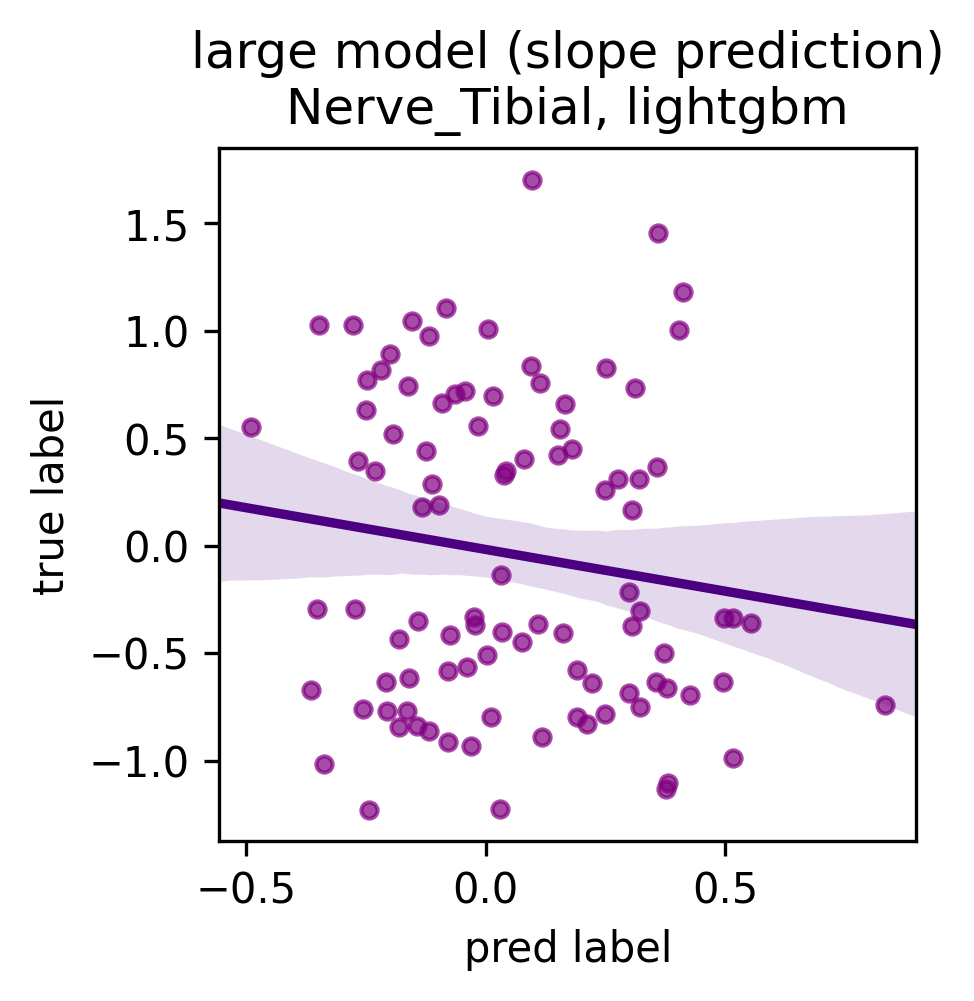 large model (slope prediction)
Nerve_Tibial, lightgbm
1.5
1.0
0.5
0.0
−0.5
−1.0
true label
−0.5
0.0
0.5
pred label